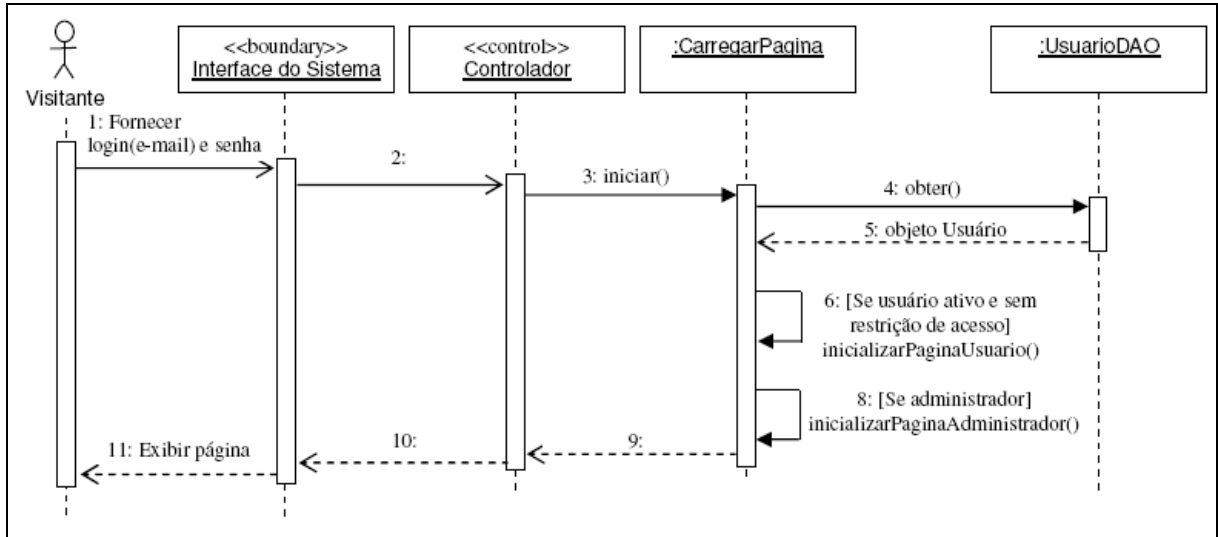 <<boundary>>
Interface do Sistema
<<control>>
Controlador
:CarregarPagina
:UsuarioDAO
Visitante
1: Fornecer
login(e-mail) e senha
2:
3: iniciar()
4: obter()
5: objeto Usuário
6: [Se usuário ativo e sem
restrição de acesso]
inicializarPaginaUsuario()
8: [Se administrador]
inicializarPaginaAdministrador()
9:
10:
11: Exibir página